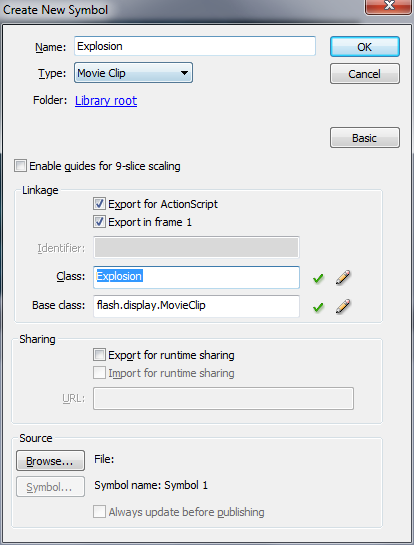 Create New Symbol
Name: Explosion OK
Type: Movie Clip Cancel
Folder: Library root
Basic
Enable guides for 9-slice scaling
Linkage
Export for ActionScript
Export in frame 1
Identifier:
Class: Explosion
Base class: flash.display.MovieClip
Sharing
Export for runtime sharing
Import for runtime sharing
URL:
Source
Browse... File:
Symbol... Symbol name: Symbol 1
Always update before publishing